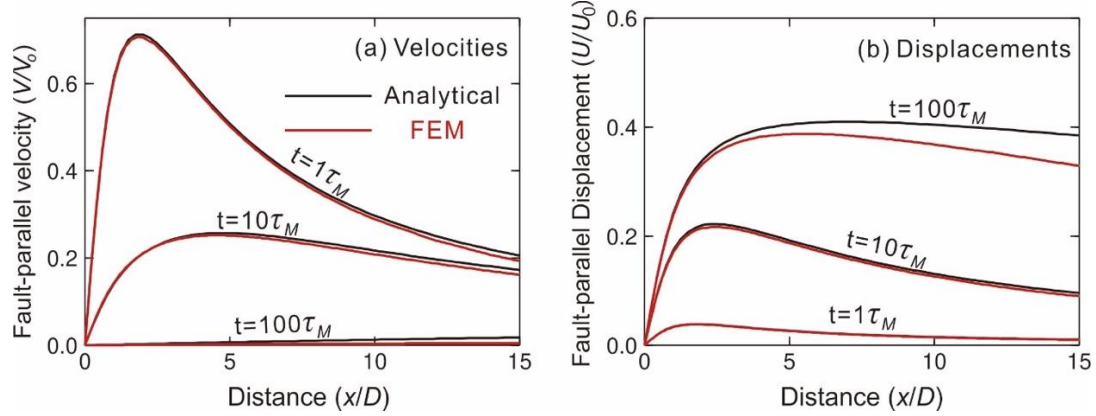 Fault-parallel velocity (V/Vo)
0.6
0.4
0.2
0.0
(a) Velocities
Analytical
FEM
t=1τM
t=10τM
t=100τM
0
5
10
15
Distance (x/D)
Fault-parallel Displacement (U/U0)
0.6
0.4
0.2
0.0
(b) Displacements
t=100τM
t=10τM
t=1τM
0
5
10
15
Distance (x/D)